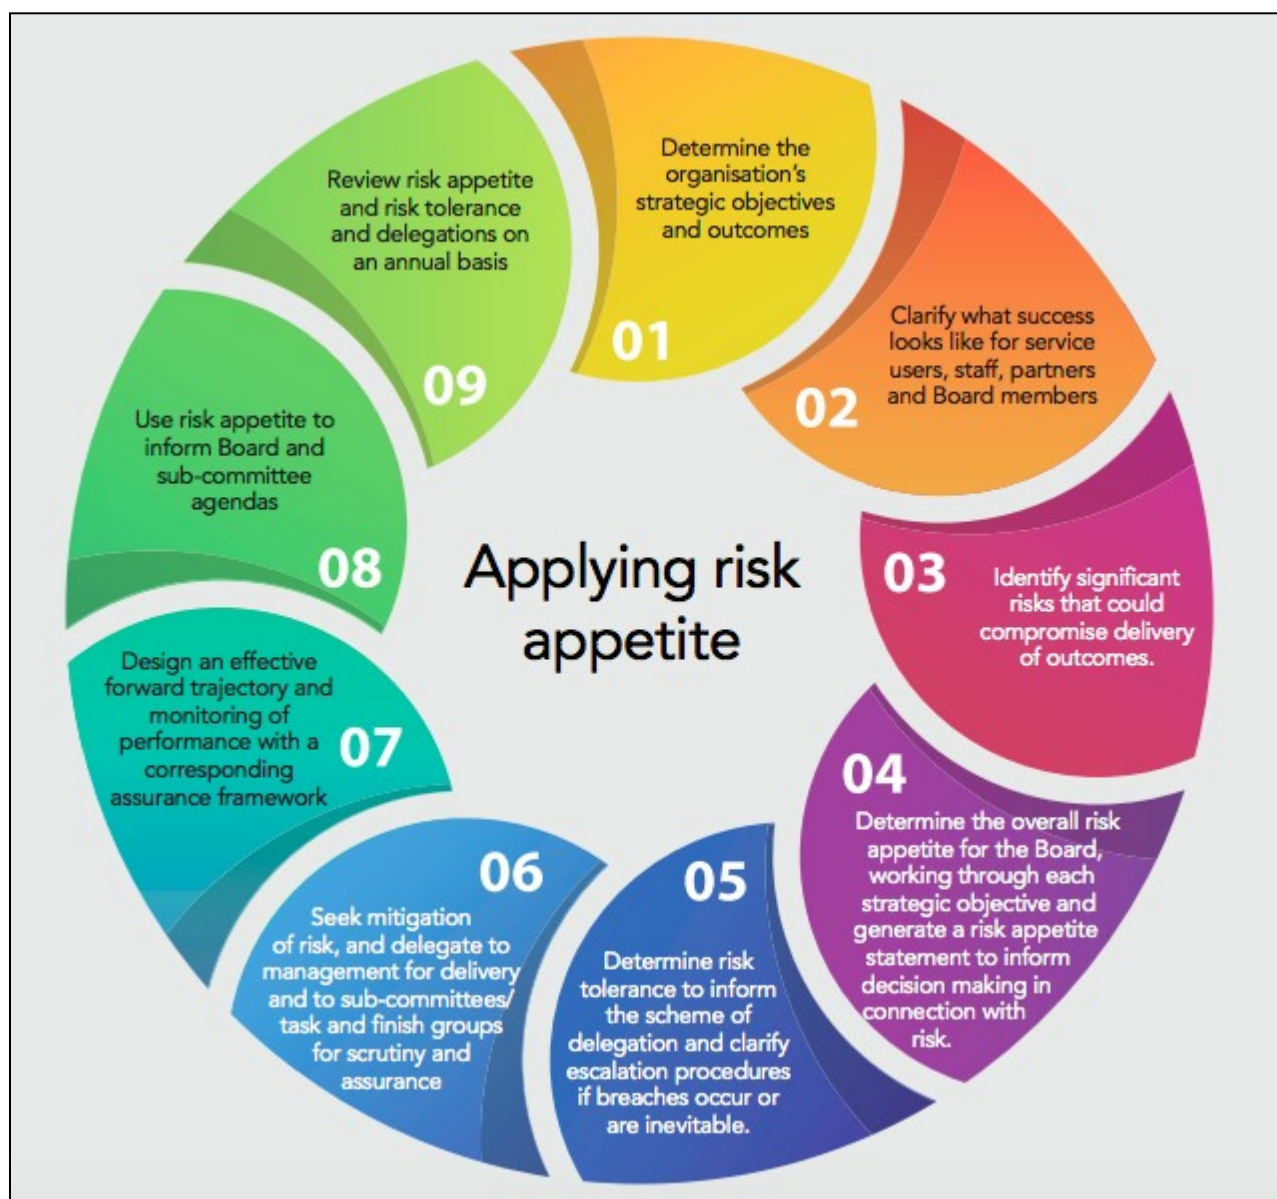 Applying risk
appetite
01
Determine the
organisation's
strategic objectives
and outcomes
02
Clarify what success
looks like for service
users, staff, partners
and Board members
03
Identify significant
risks that could
compromise delivery
of outcomes.
04
Determine the overall risk
appetite for the Board,
working through each
strategic objective and
generate a risk appetite
statement to inform
decision making in
connection with
risk.
05
Determine risk
tolerance to inform
the scheme of
delegation and clarify
escalation procedures
if breaches occur or
are inevitable.
06
Seek mitigation
of risk, and delegate to
management for delivery
and to sub-committees/
task and finish groups
for scrutiny and
assurance
07
Design an effective
forward trajectory and
monitoring of
performance with a
corresponding
assurance framework
08
Use risk appetite to
inform Board and
sub-committee
agendas
09
Review risk appetite
and risk tolerance
and delegations on
an annual basis